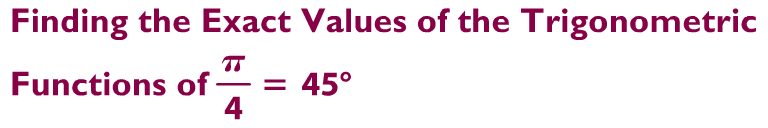 Finding the Exact Values of the Trigonometric
Functions of π/4 = 45°